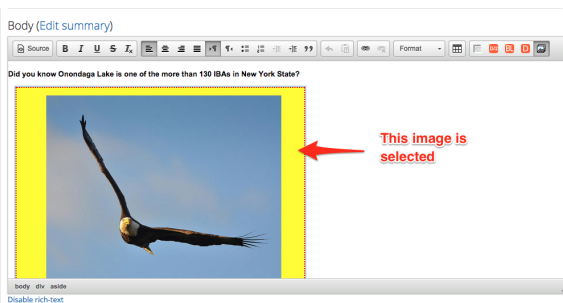 Body (Edit summary)
Source B I U S Tx Format
Did you know Onondaga Lake is one of the more than 130 IBAs in New York State?
This image is
selected
body div aside
Disable rich-text